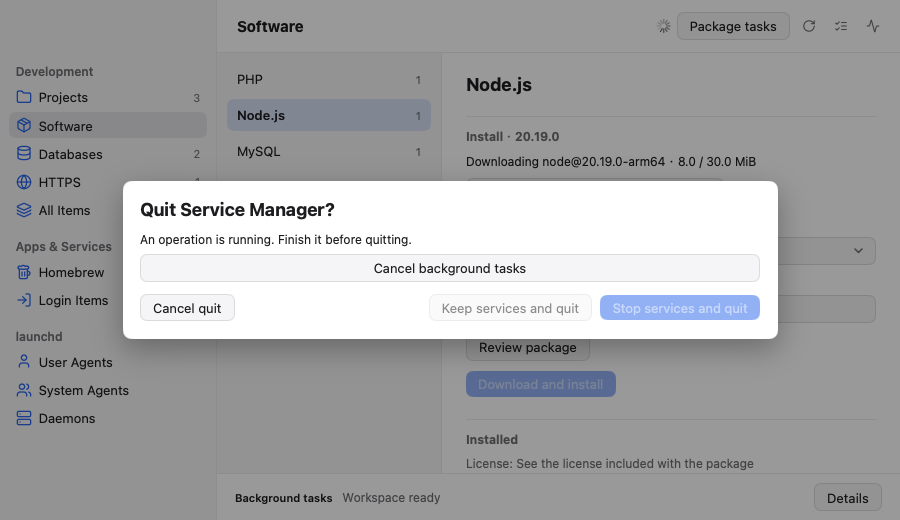 Software
Package tasks
Development
Projects 3
Software
Databases 2
HTTPS
All Items
Apps & Services
Homebrew
Login Items
launchd
User Agents
System Agents
Daemons
PHP 1
Node.js 1
MySQL 1
Node.js
Install · 20.19.0
Downloading node@20.19.0-arm64 · 8.0 / 30.0 MiB
Quit Service Manager?
An operation is running. Finish it before quitting.
Cancel background tasks
Cancel quit
Keep services and quit
Stop services and quit
Review package
Download and install
Installed
License: See the license included with the package
Background tasks Workspace ready
Details